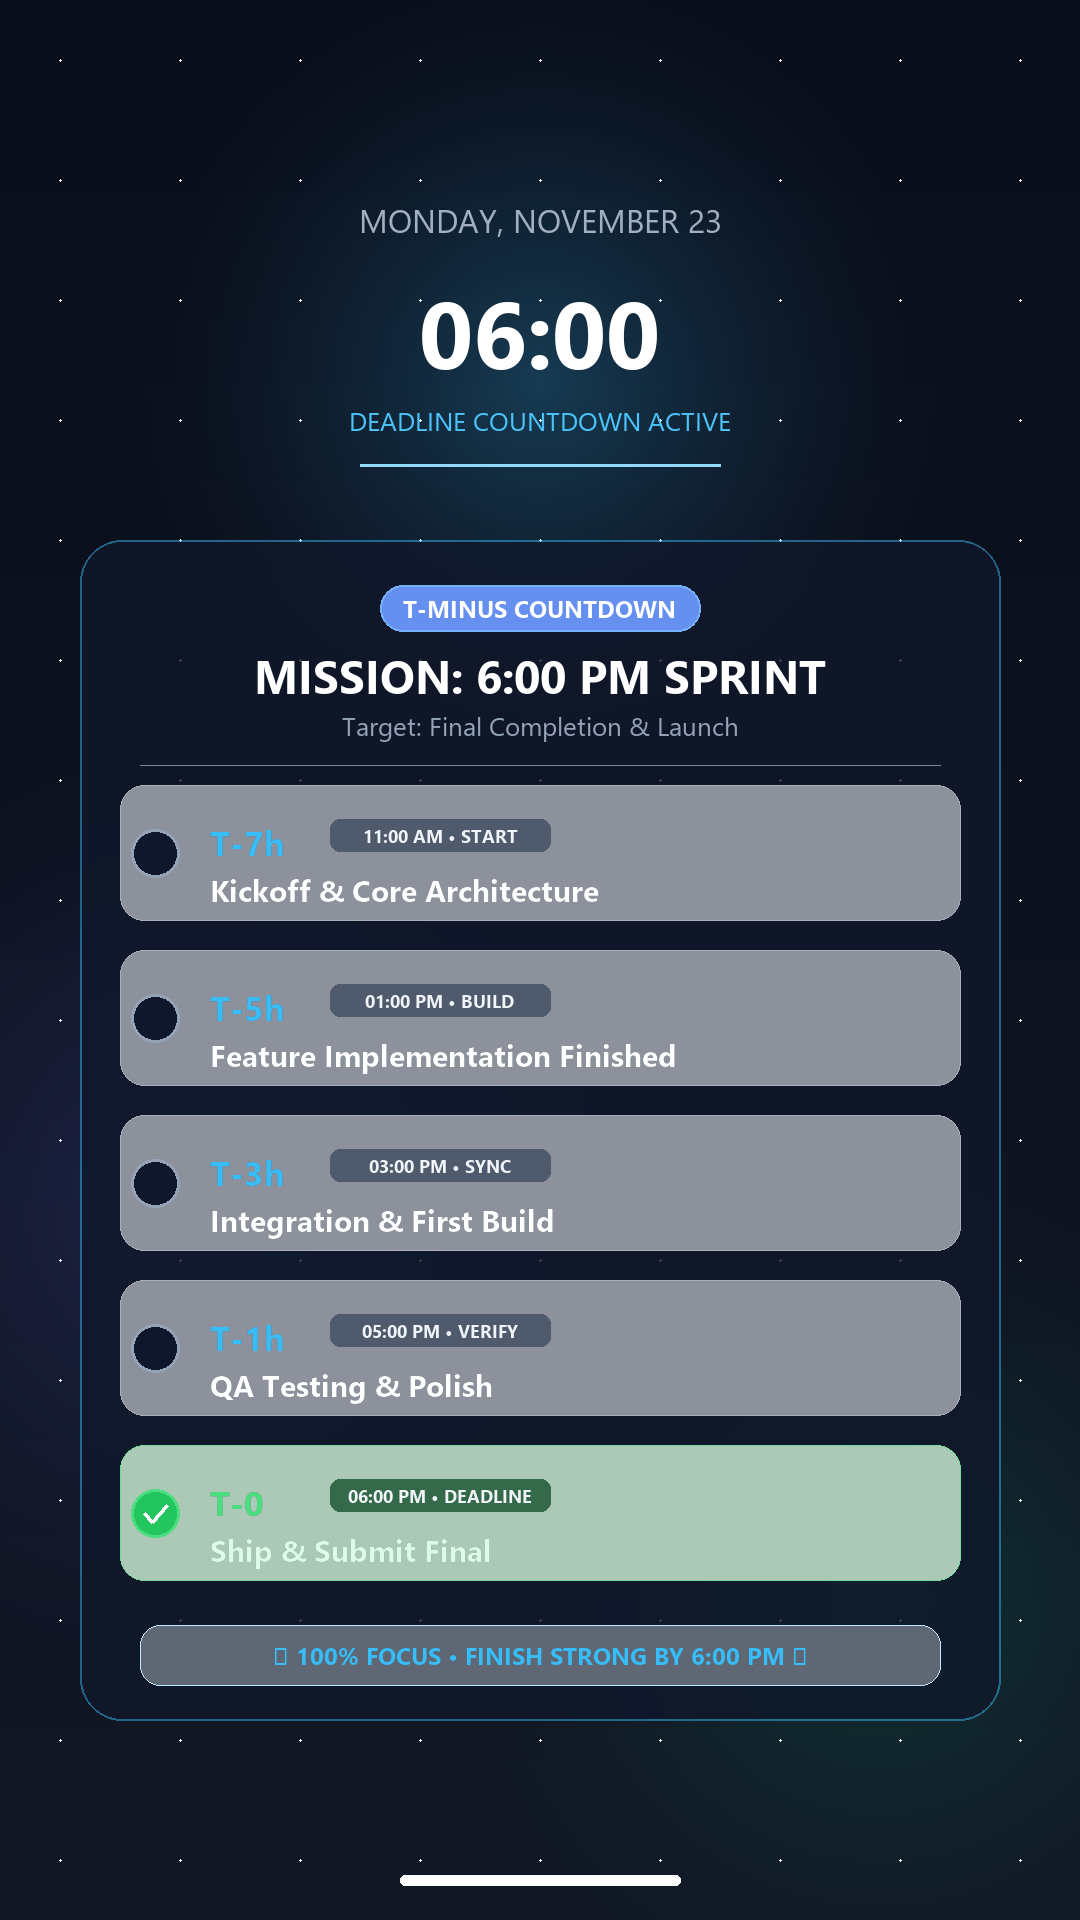 MONDAY, NOVEMBER 23
06:00
DEADLINE COUNTDOWN ACTIVE
T-MINUS COUNTDOWN
MISSION: 6:00 PM SPRINT
Target: Final Completion & Launch
T-7h 11:00 AM • START
Kickoff & Core Architecture
T-5h 01:00 PM • BUILD
Feature Implementation Finished
T-3h 03:00 PM • SYNC
Integration & First Build
T-1h 05:00 PM • VERIFY
QA Testing & Polish
T-0 06:00 PM • DEADLINE
Ship & Submit Final
100% FOCUS • FINISH STRONG BY 6:00 PM